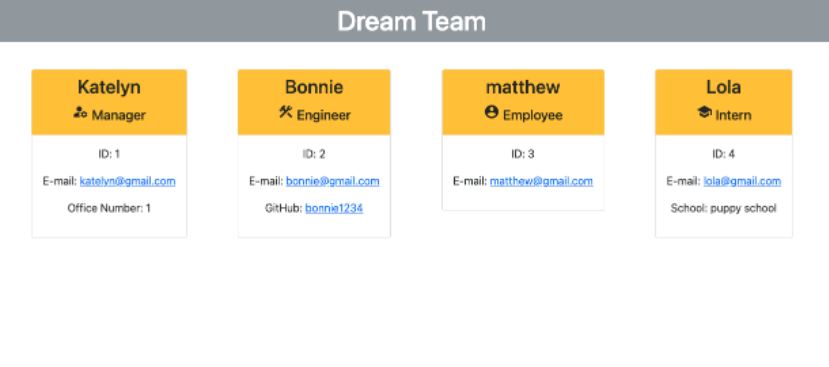 Dream Team
Katelyn
Manager
ID: 1
E-mail: katelyn@gmail.com
Office Number: 1
Bonnie
Engineer
ID: 2
E-mail: bonnie@gmail.com
GitHub: bonnie1234
matthew
Employee
ID: 3
E-mail: matthew@gmail.com
Lola
Intern
ID: 4
E-mail: lola@gmail.com
School: puppy school